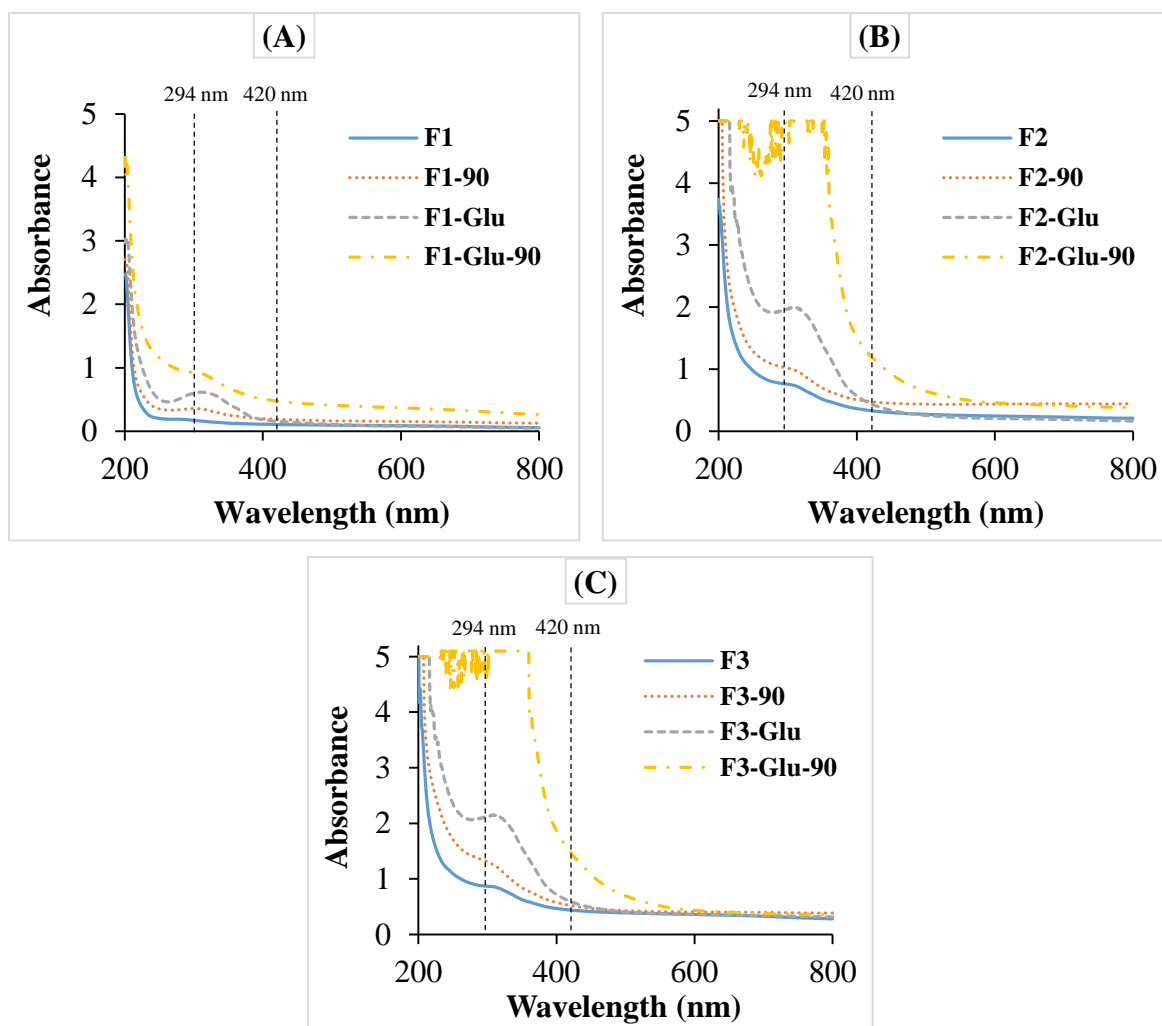 (A)
294 nm 420 nm
5
4
3
2
1
0
200 400 600 800
Absorbance
Wavelength (nm)
F1
F1-90
F1-Glu
F1-Glu-90
(B)
294 nm 420 nm
5
4
3
2
1
0
200 400 600 800
Absorbance
Wavelength (nm)
F2
F2-90
F2-Glu
F2-Glu-90
(C)
294 nm 420 nm
5
4
3
2
1
0
200 400 600 800
Absorbance
Wavelength (nm)
F3
F3-90
F3-Glu
F3-Glu-90